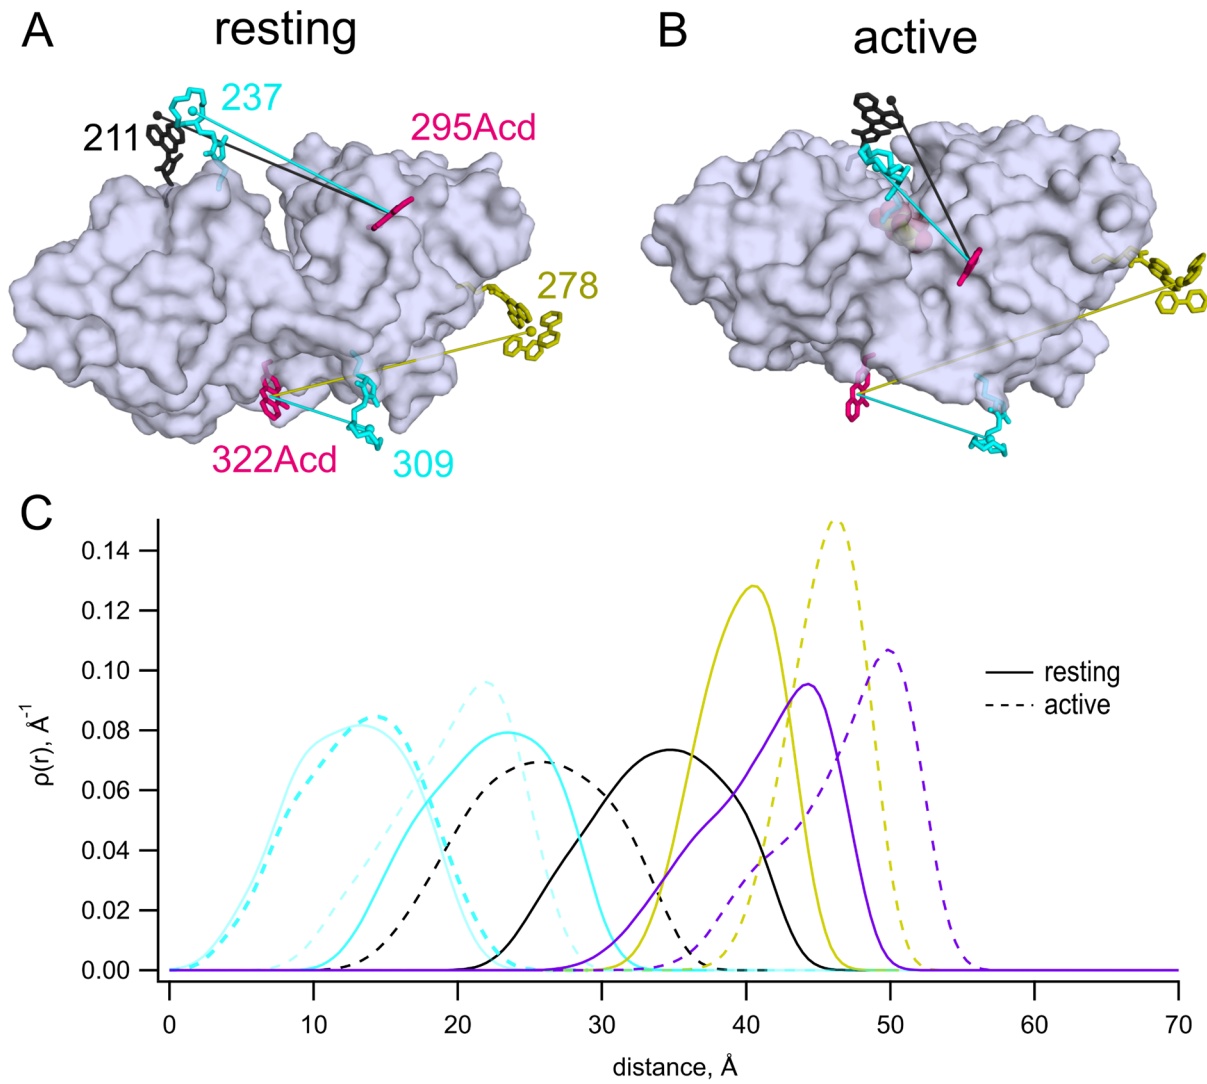 A
resting
B
active
237
211
295Acd
278
322Acd
309
C
0.14
0.12
0.10
0.08
0.06
0.04
0.02
0.00
ρ(r), Å⁻¹
resting
active
0 10 20 30 40 50 60 70
distance, Å